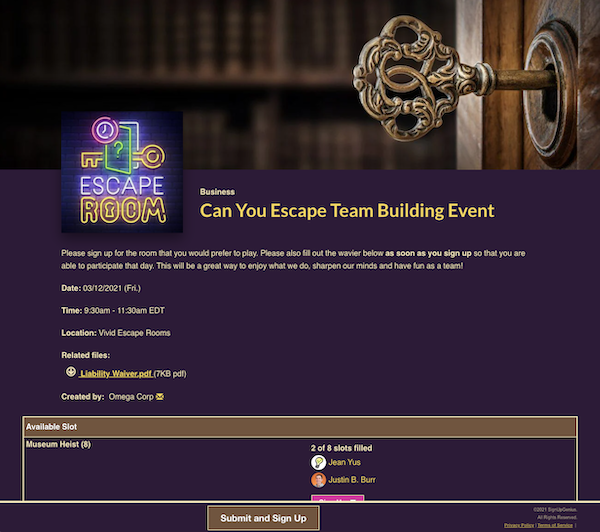 ESCAPE
ROOM
Business
Can You Escape Team Building Event
Please sign up for the room that you would prefer to play. Please also fill out the wavier below as soon as you sign up so that you are
able to participate that day. This will be a great way to enjoy what we do, sharpen our minds and have fun as a team!
Date: 03/12/2021 (Fri.)
Time: 9:30am - 11:30am EDT
Location: Vivid Escape Rooms
Related files:
Liability Waiver.pdf (7KB pdf)
Created by: Omega Corp
Available Slot
Museum Heist (8)
2 of 8 slots filled
Jean Yus
Justin B. Burr
Submit and Sign Up
©2021 SignUpGenius.
All Rights Reserved.
Privacy Policy | Terms of Service |